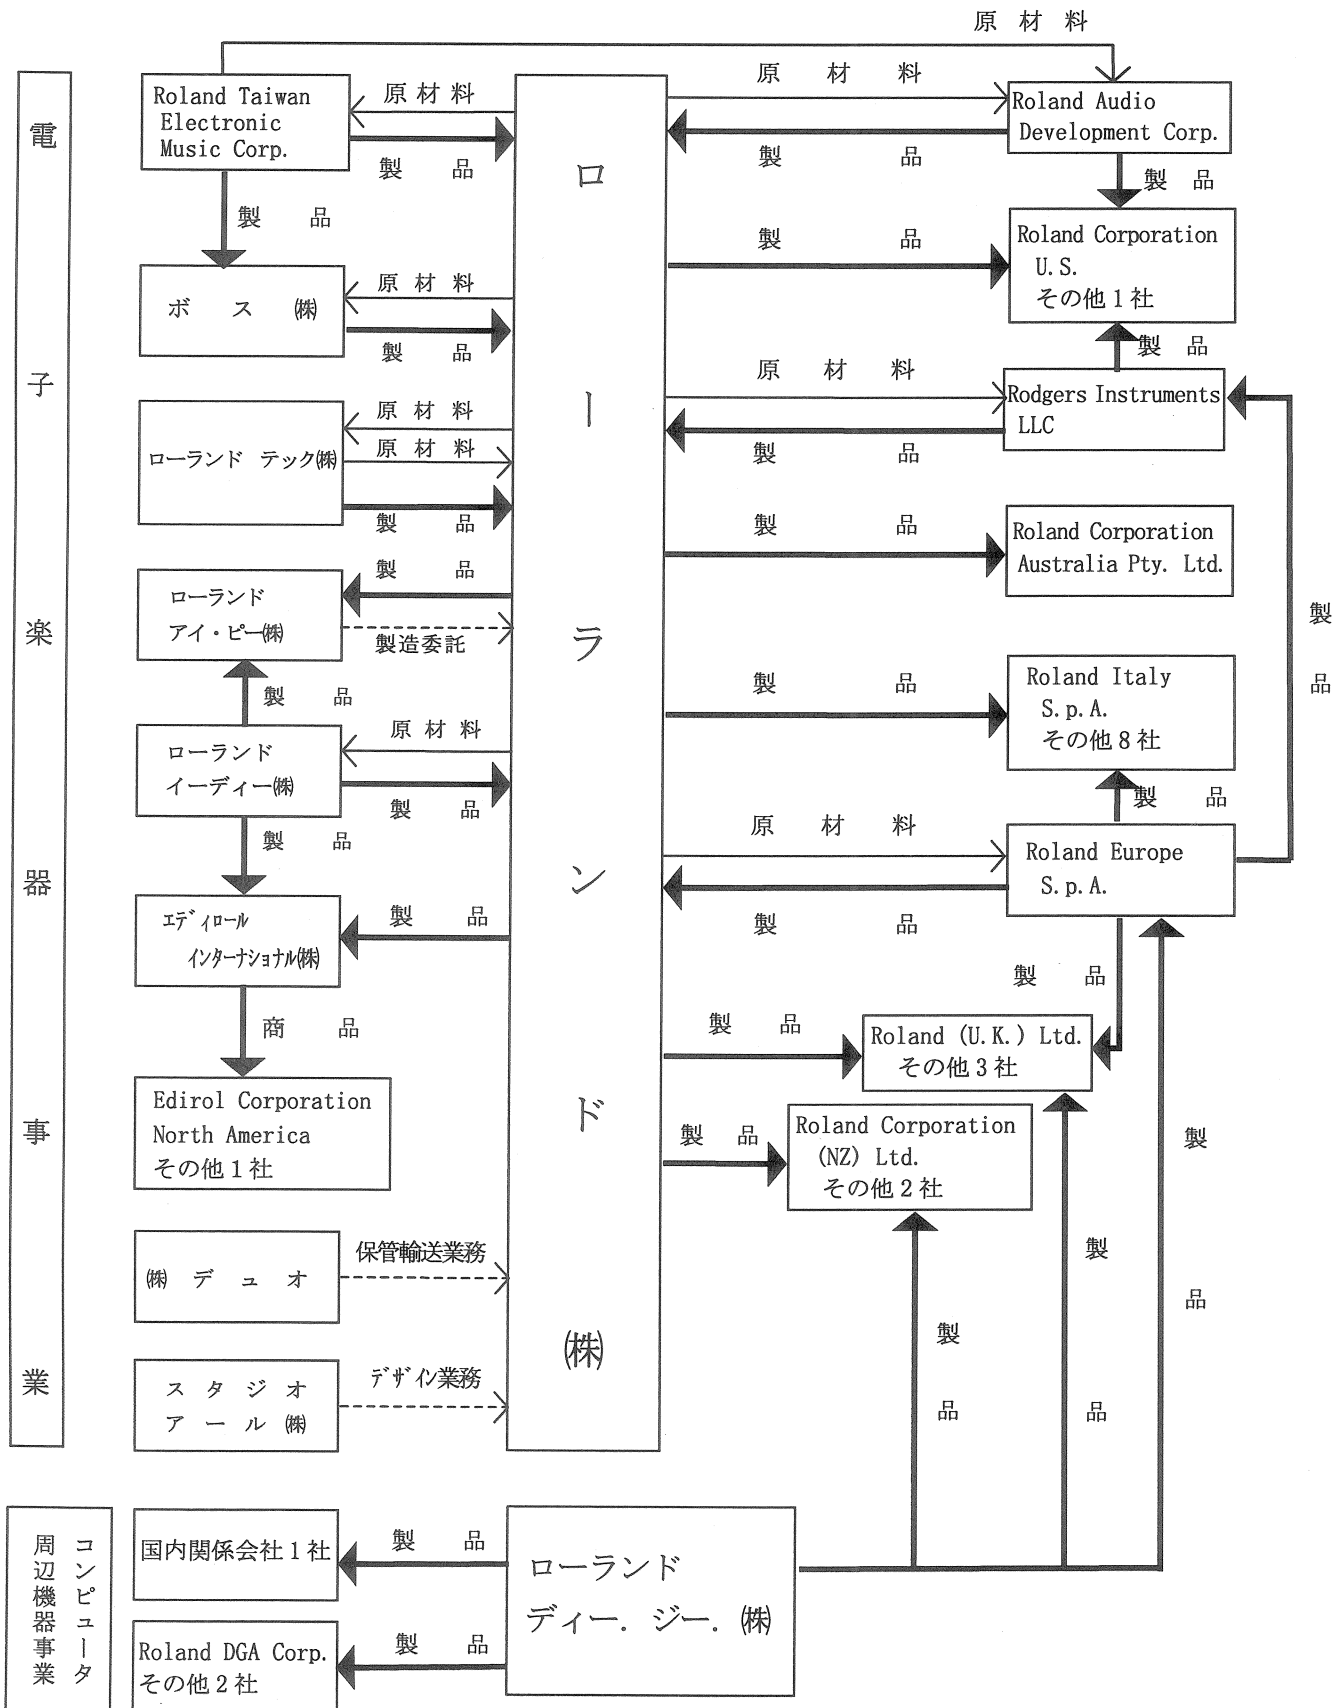 原材料
電子楽器事業
Roland Taiwan
Electronic
Music Corp.
原材料
製品
ローランド㈱
原材料
製品
Roland Audio
Development Corp.
製品
製品
製品
Roland Corporation
U.S.
その他1社
ボス㈱
原材料
製品
製品
原材料
製品
Rodgers Instruments
LLC
ローランド テック㈱
原材料
原材料
製品
製品
Roland Corporation
Australia Pty. Ltd.
ローランド
アイ・ピー㈱
製品
製造委託
製品
製品
製品
Roland Italy
S.p.A.
その他8社
ローランド
イーディー㈱
原材料
製品
製品
製品
原材料
製品
Roland Europe
S.p.A.
エディロール
インターナショナル㈱
製品
商品
製品
製品
Roland (U.K.) Ltd.
その他3社
Edirol Corporation
North America
その他1社
製品
Roland Corporation
(NZ) Ltd.
その他2社
製品
製品
製品
㈱デュオ
保管輸送業務
スタジオ
アール㈱
デザイン業務
コンピュータ
周辺機器事業
国内関係会社1社
製品
ローランド
ディー.ジー.㈱
Roland DGA Corp.
その他2社
製品